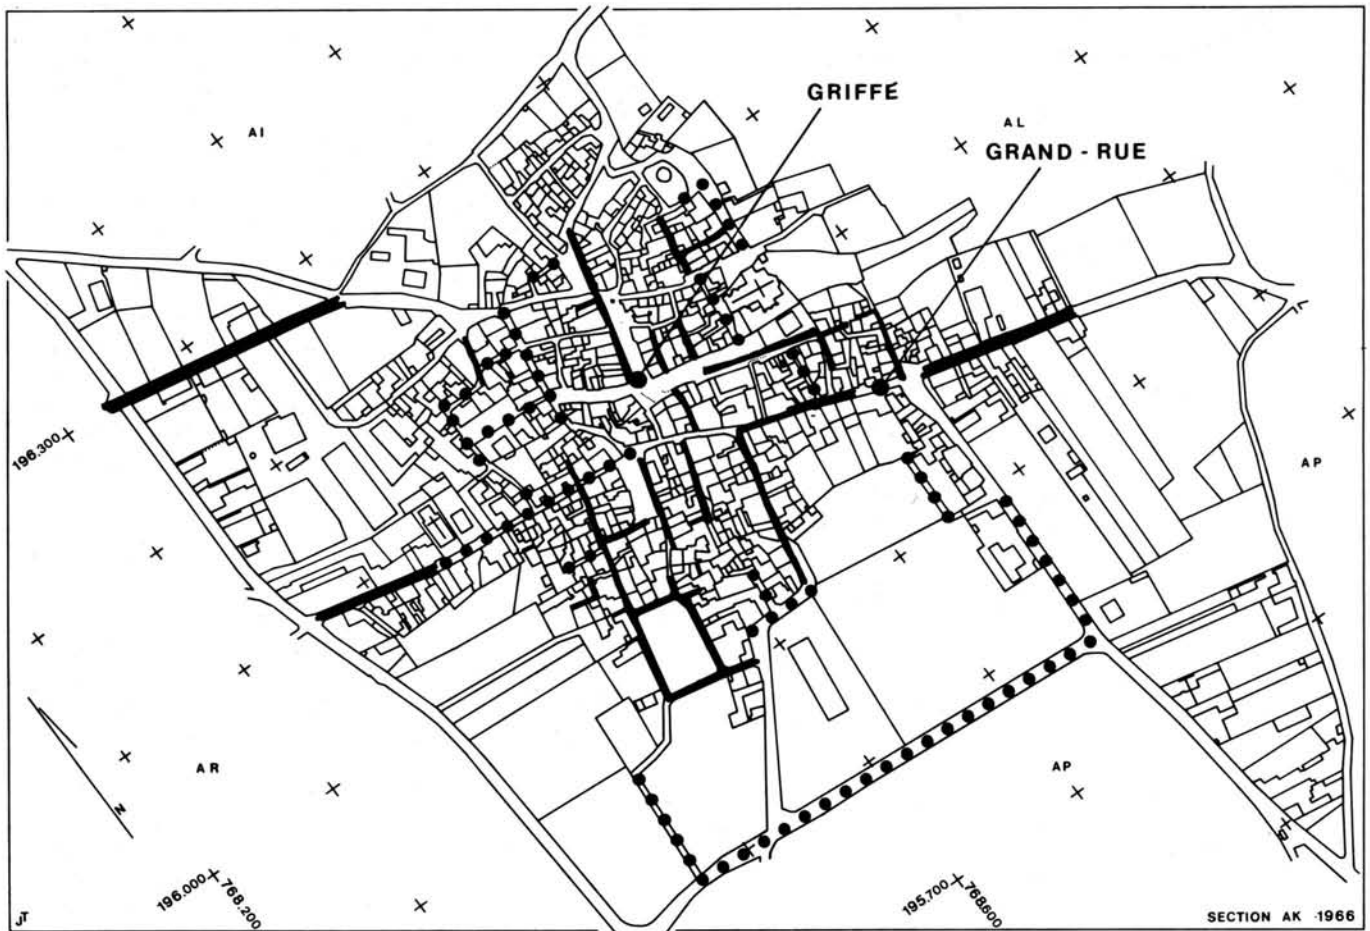 GRIFFE
AI
AL
GRAND - RUE
196.300
AP
AR
AP
N
196.000
768.200
195.700
768.600
JT
SECTION AK -1966